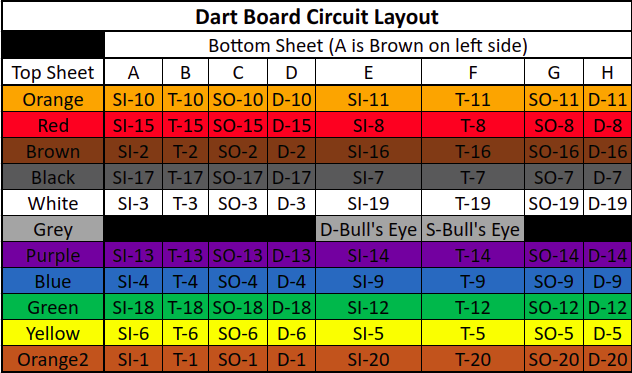 Dart Board Circuit Layout
Bottom Sheet (A is Brown on left side)
Top Sheet A B C D E F G H
Orange SI-10 T-10 SO-10 D-10 SI-11 T-11 SO-11 D-11
Red SI-15 T-15 SO-15 D-15 SI-8 T-8 SO-8 D-8
Brown SI-2 T-2 SO-2 D-2 SI-16 T-16 SO-16 D-16
Black SI-17 T-17 SO-17 D-17 SI-7 T-7 SO-7 D-7
White SI-3 T-3 SO-3 D-3 SI-19 T-19 SO-19 D-19
Grey D-Bull's Eye S-Bull's Eye
Purple SI-13 T-13 SO-13 D-13 SI-14 T-14 SO-14 D-14
Blue SI-4 T-4 SO-4 D-4 SI-9 T-9 SO-9 D-9
Green SI-18 T-18 SO-18 D-18 SI-12 T-12 SO-12 D-12
Yellow SI-6 T-6 SO-6 D-6 SI-5 T-5 SO-5 D-5
Orange2 SI-1 T-1 SO-1 D-1 SI-20 T-20 SO-20 D-20